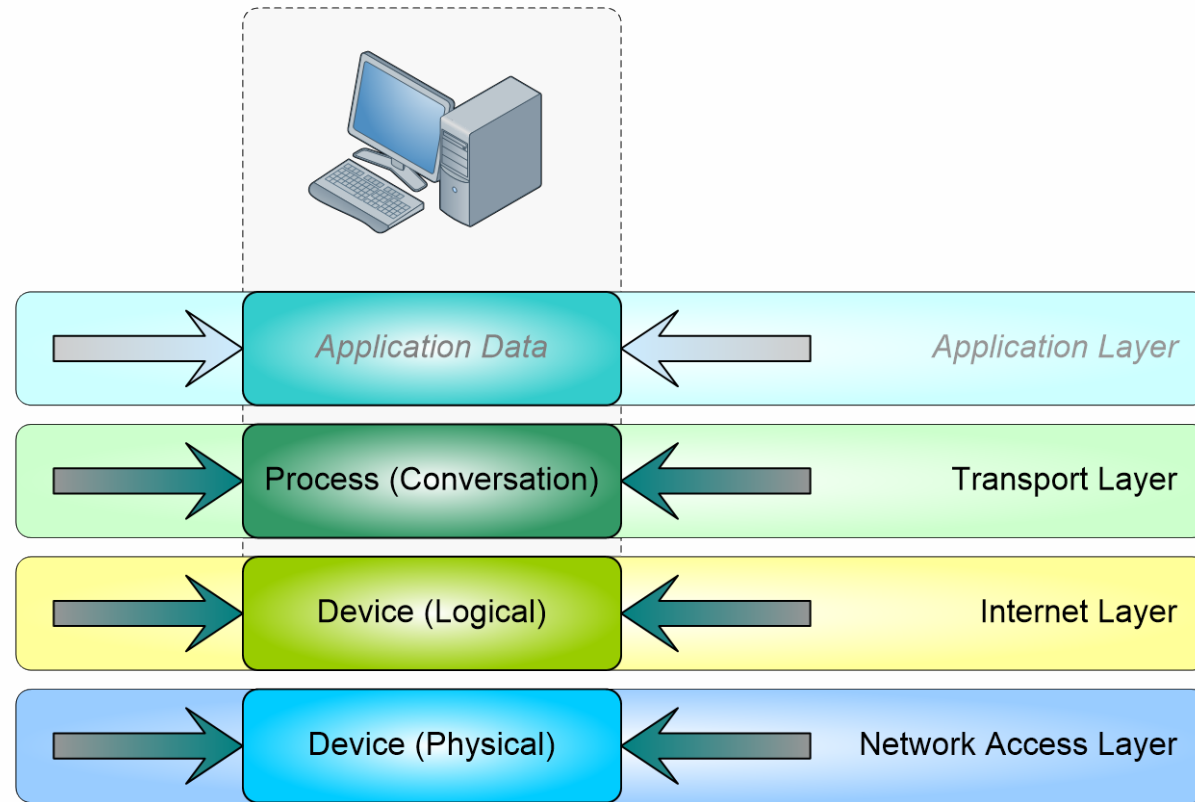 Application Data
Application Layer
Process (Conversation)
Transport Layer
Device (Logical)
Internet Layer
Device (Physical)
Network Access Layer